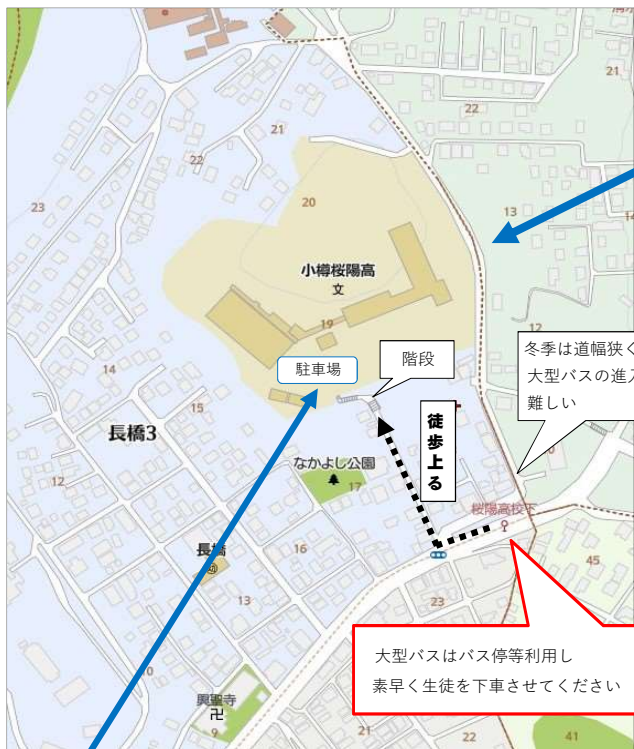 21
22
21
22
23
20
13
14
小樽桜陽高
文
19
12
駐車場
階段
冬季は道幅狭く
大型バスの進入
難しい
14
15
長橋3
徒歩上る
なかよし公園
12
17
桜陽高校下
16
長橋
45
13
23
10
大型バスはバス停等利用し
素早く生徒を下車させてください
興聖寺
卍
9
21
22
41